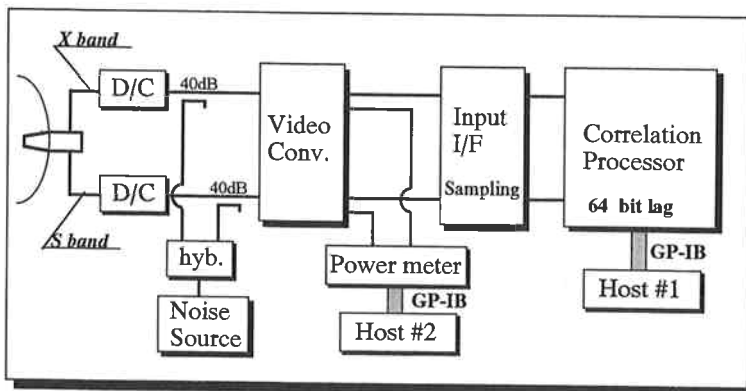 X band
D/C
40dB
Video
Conv.
Input
I/F
Sampling
Correlation
Processor
64 bit lag
D/C
40dB
S band
hyb.
Noise
Source
Power meter
GP-IB
Host #2
GP-IB
Host #1